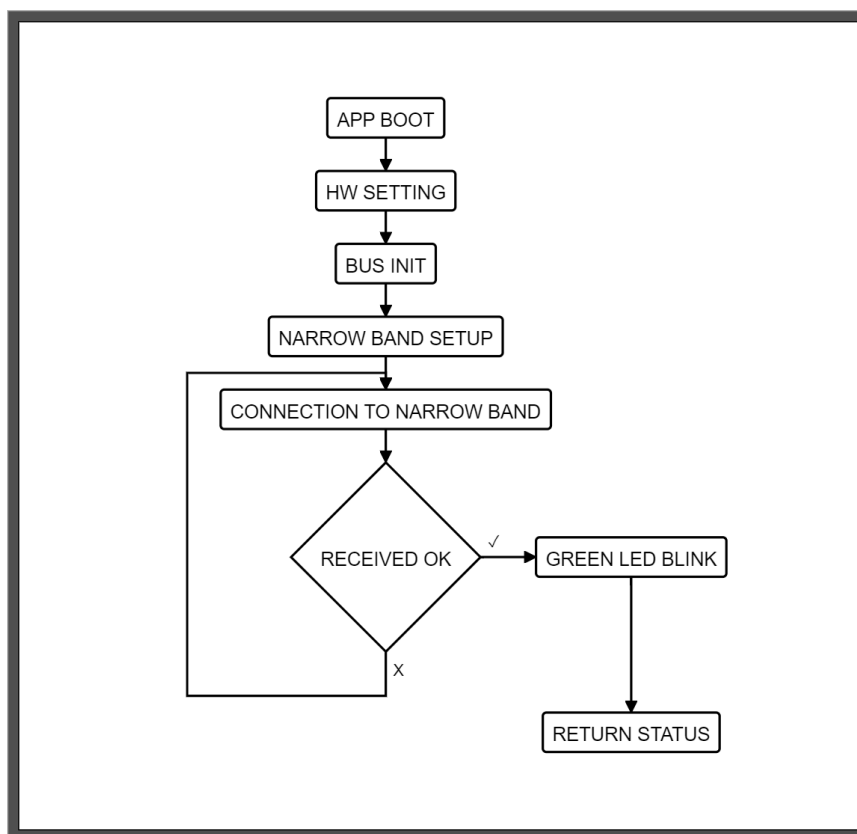 APP BOOT
HW SETTING
BUS INIT
NARROW BAND SETUP
CONNECTION TO NARROW BAND
RECEIVED OK
✓
GREEN LED BLINK
X
RETURN STATUS